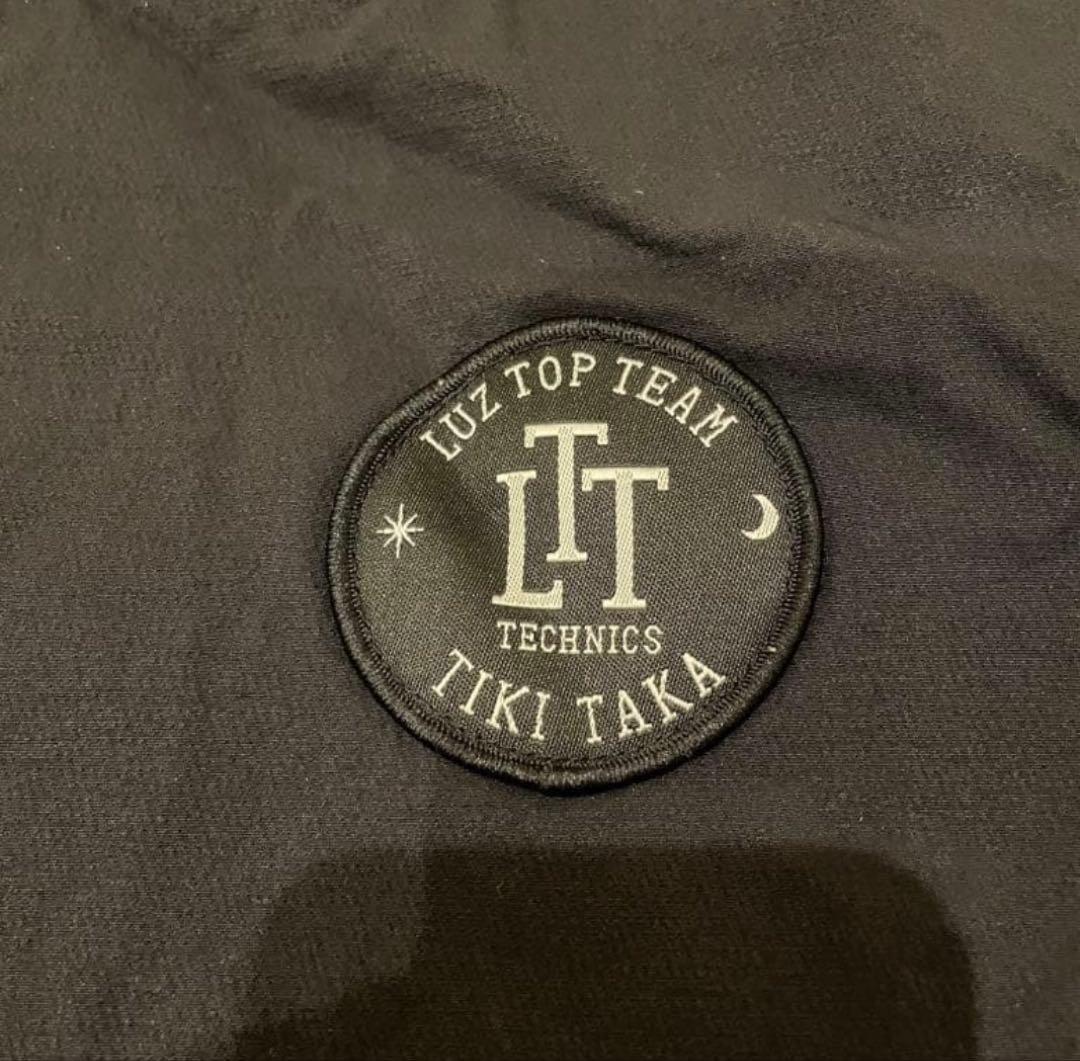 LUZ TOP TEAM
LTT
TECHNICS
TIKI TAKA